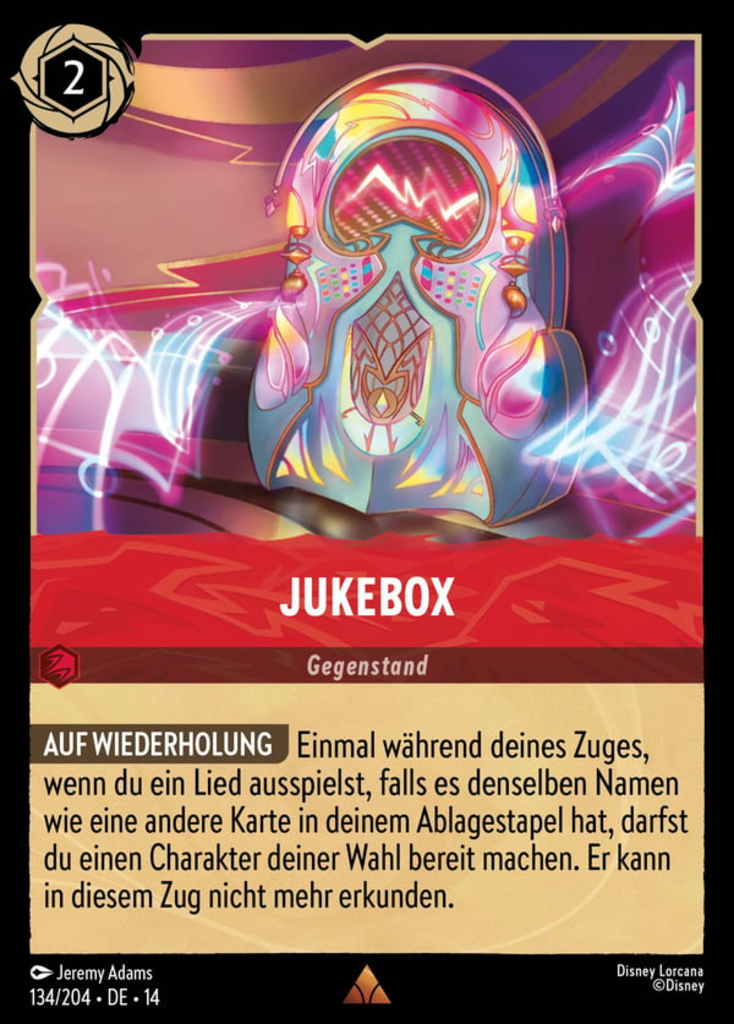 2
JUKEBOX
Gegenstand
AUF WIEDERHOLUNG Einmal während deines Zuges,
wenn du ein Lied ausspielst, falls es denselben Namen
wie eine andere Karte in deinem Ablagestapel hat, darfst
du einen Charakter deiner Wahl bereit machen. Er kann
in diesem Zug nicht mehr erkunden.
Jeremy Adams
Disney Lorcana
134/204 • DE • 14
©Disney